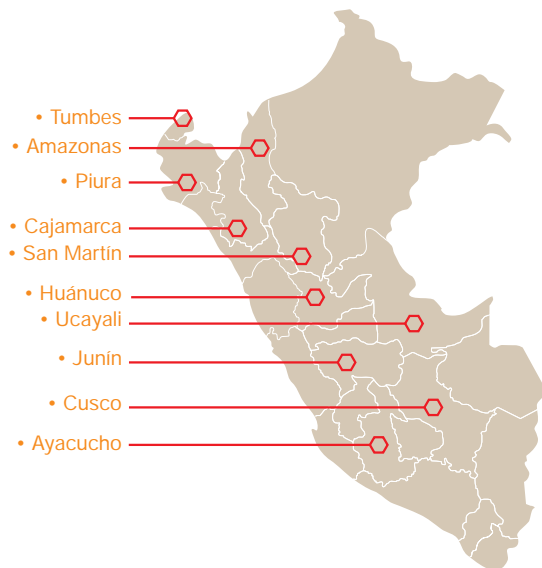 • Tumbes
• Amazonas
• Piura
• Cajamarca
• San Martín
• Huánuco
• Ucayali
• Junín
• Cusco
• Ayacucho